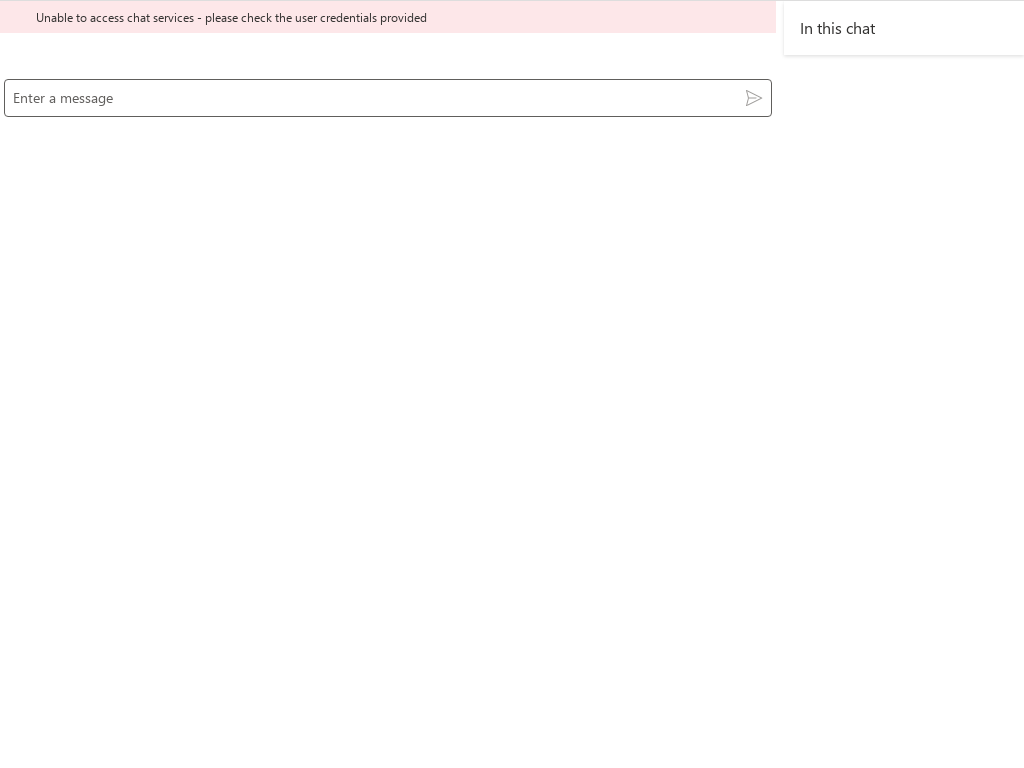 Unable to access chat services - please check the user credentials provided
In this chat
Enter a message